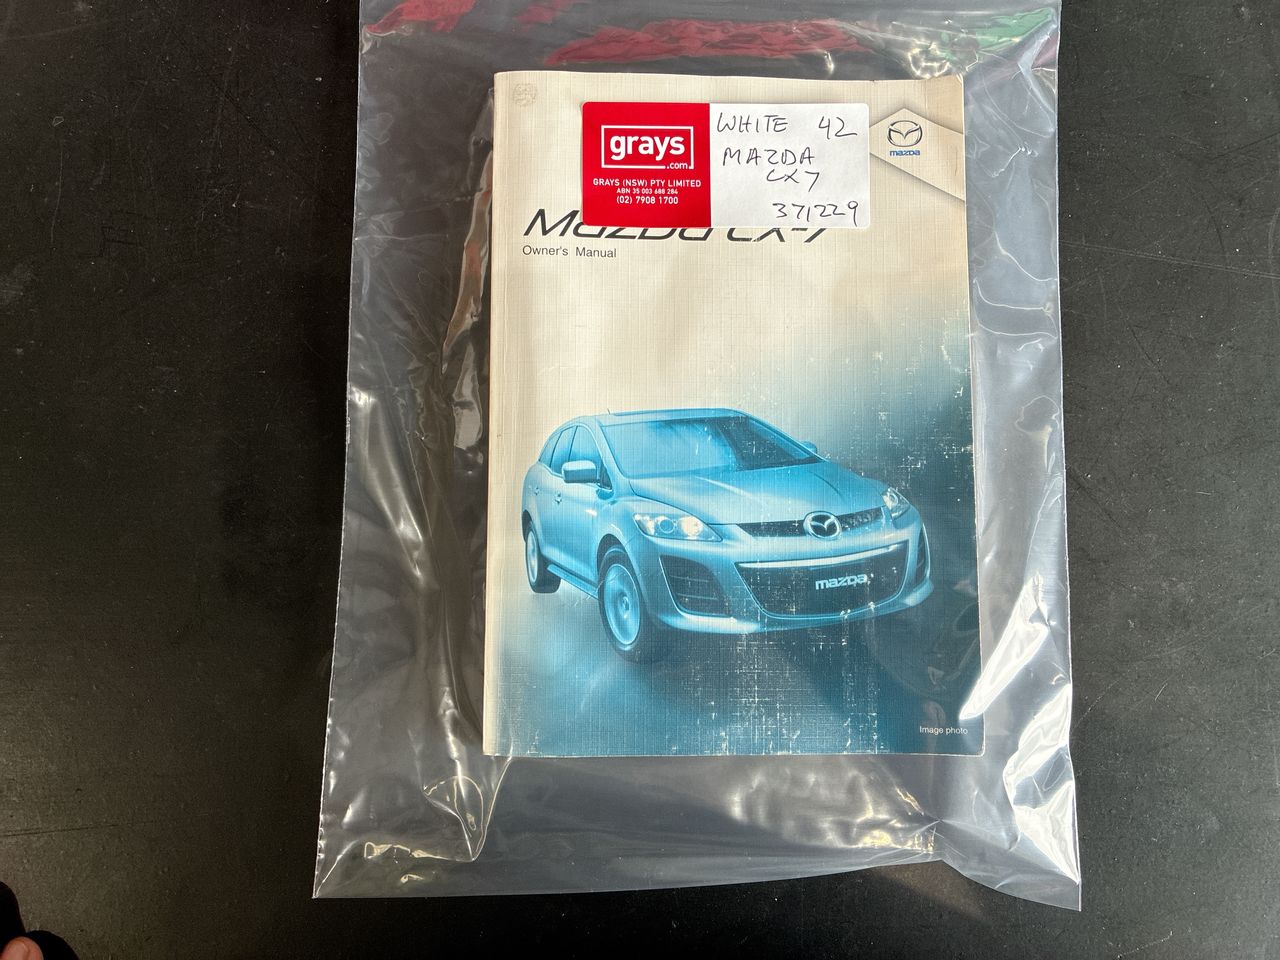 grays
.com
GRAYS (NSW) PTY LIMITED
ABN 35 003 688 284
(02) 7908 1700
WHITE 42
MAZDA
CX7
371229
mazda
Mazda CX-7
Owner's Manual
mazda
Image photo